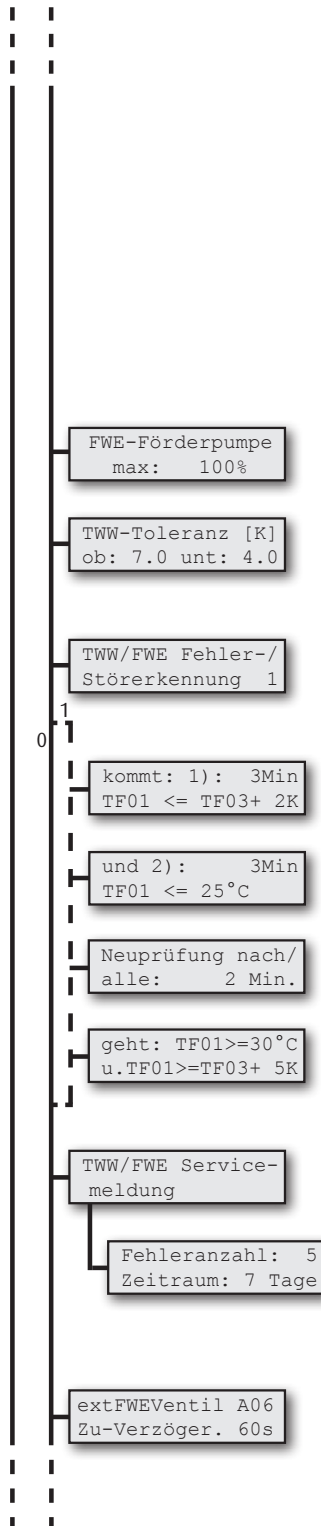 FWE-Förderpumpe
max: 100%
TWW-Toleranz [K]
ob: 7.0 unt: 4.0
TWW/FWE Fehler-/
Störerkennung 1
1
0
kommt: 1): 3Min
TF01 <= TF03+ 2K
und 2): 3Min
TF01 <= 25°C
Neuprüfung nach/
alle: 2 Min.
geht: TF01>=30°C
u.TF01>=TF03+ 5K
TWW/FWE Service-
meldung
Fehleranzahl: 5
Zeitraum: 7 Tage
extFWEVentil A06
Zu-Verzöger. 60s